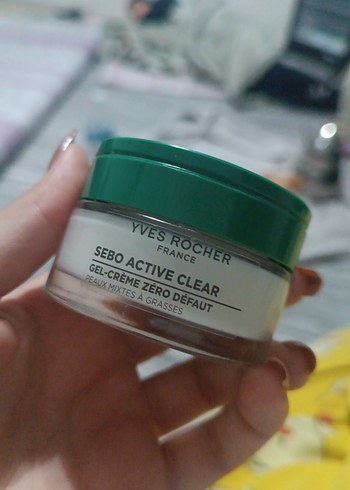 YVES ROCHER
FRANCE
SEBO ACTIVE CLEAR
GEL-CRÈME ZÉRO DÉFAUT
PEAUX MIXTES À GRASSES